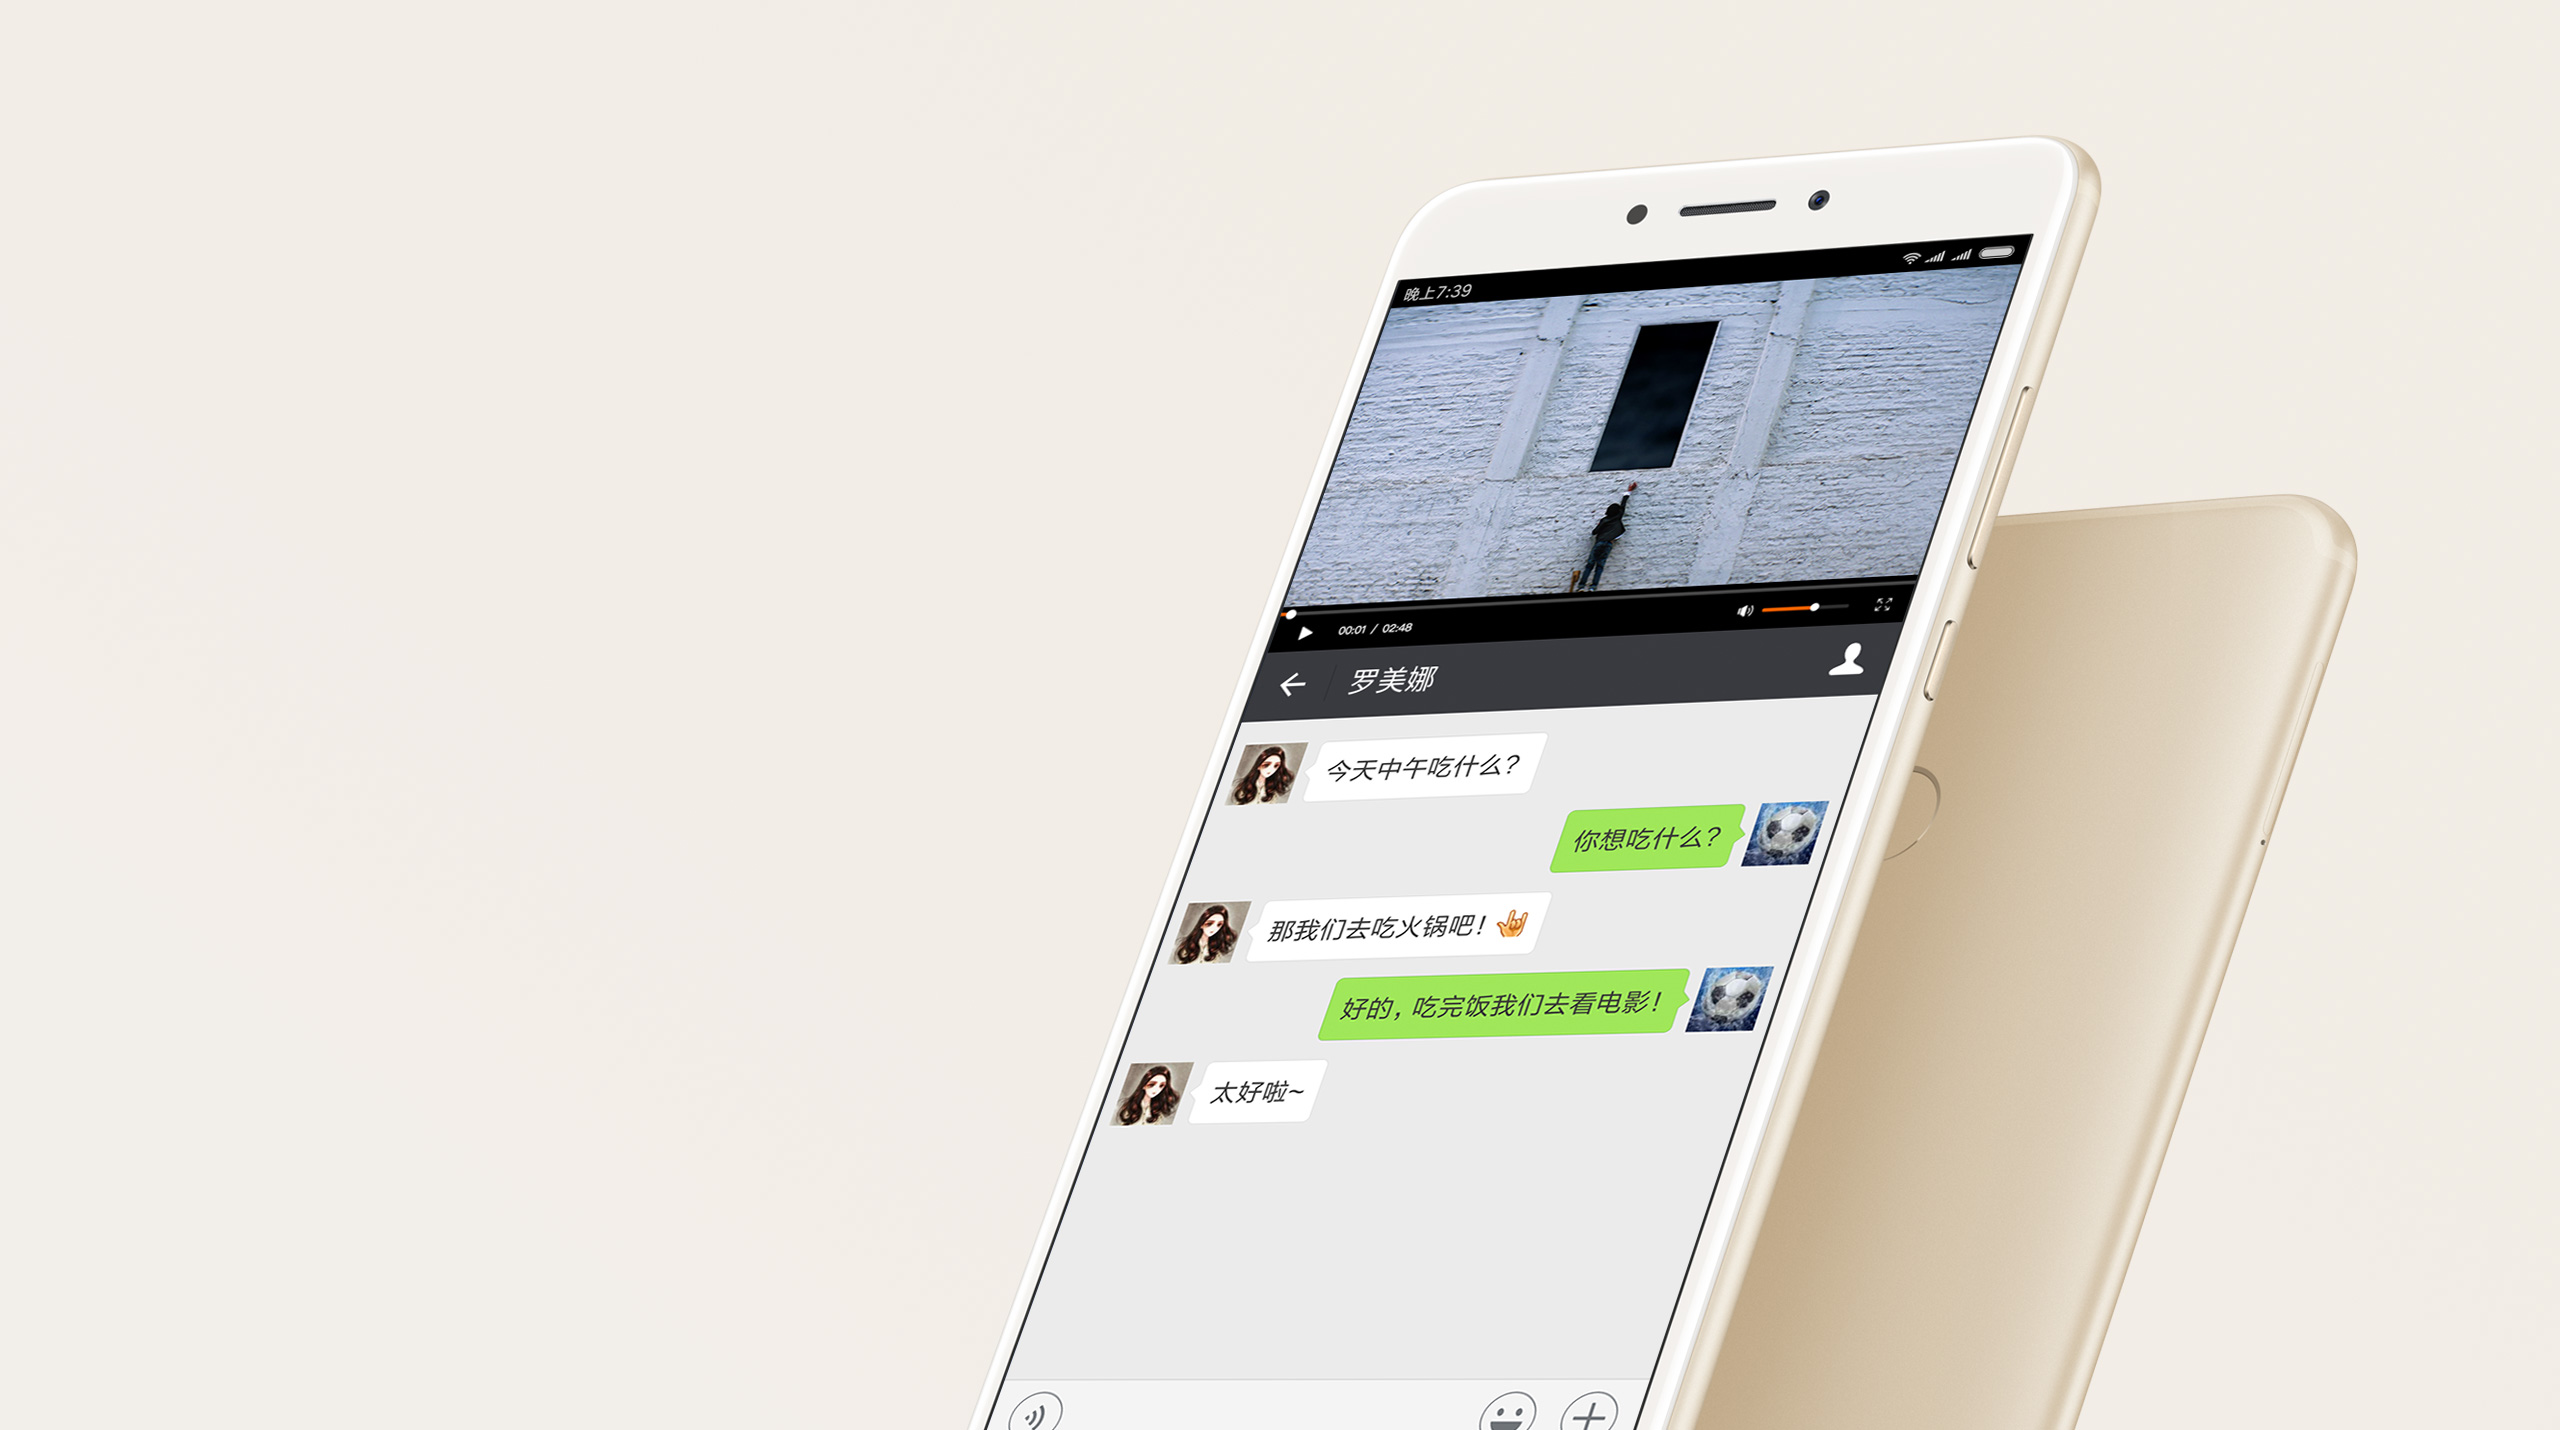 晚上7:39
00:01 / 02:48
罗美娜
今天中午吃什么?
你想吃什么?
那我们去吃火锅吧!
好的,吃完饭我们去看电影!
太好啦~